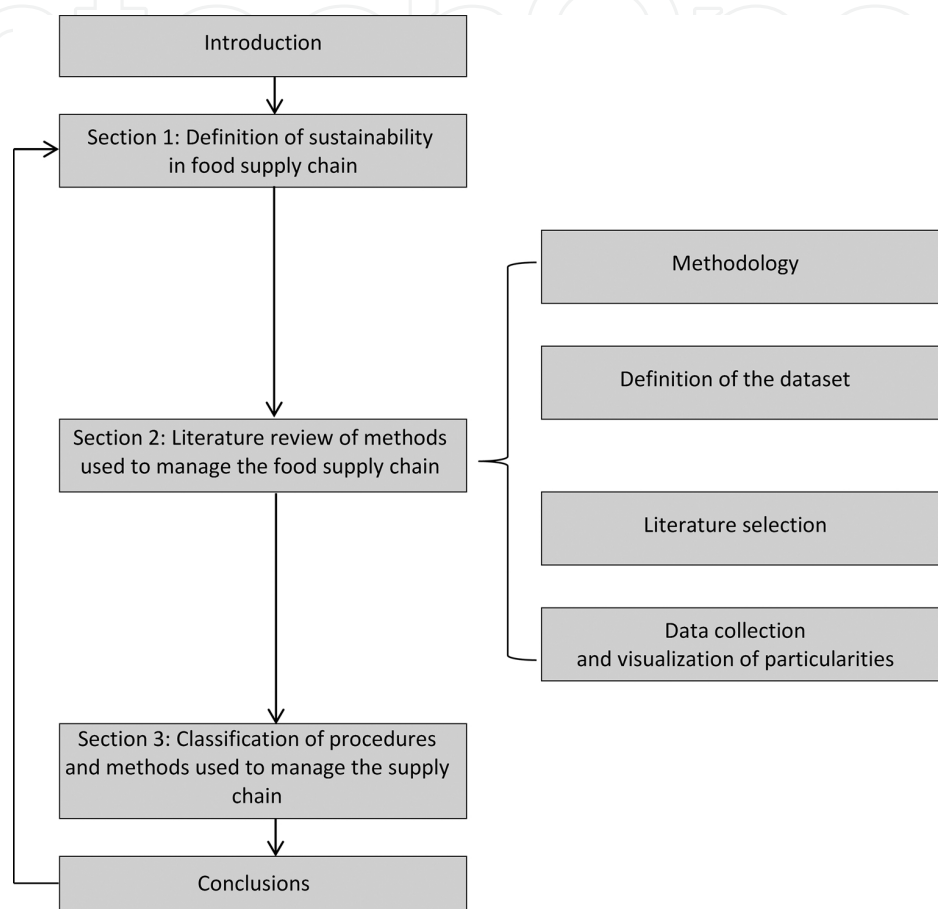 Introduction
Section 1: Definition of sustainability
in food supply chain
Section 2: Literature review of methods
used to manage the food supply chain
Methodology
Definition of the dataset
Literature selection
Data collection
and visualization of particularities
Section 3: Classification of procedures
and methods used to manage the supply
chain
Conclusions